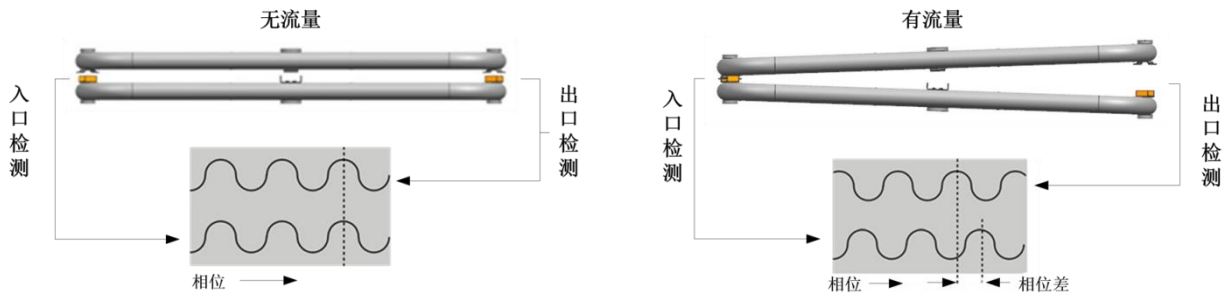 无流量
有流量
入口检测
出口检测
入口检测
出口检测
相位
相位
相位差